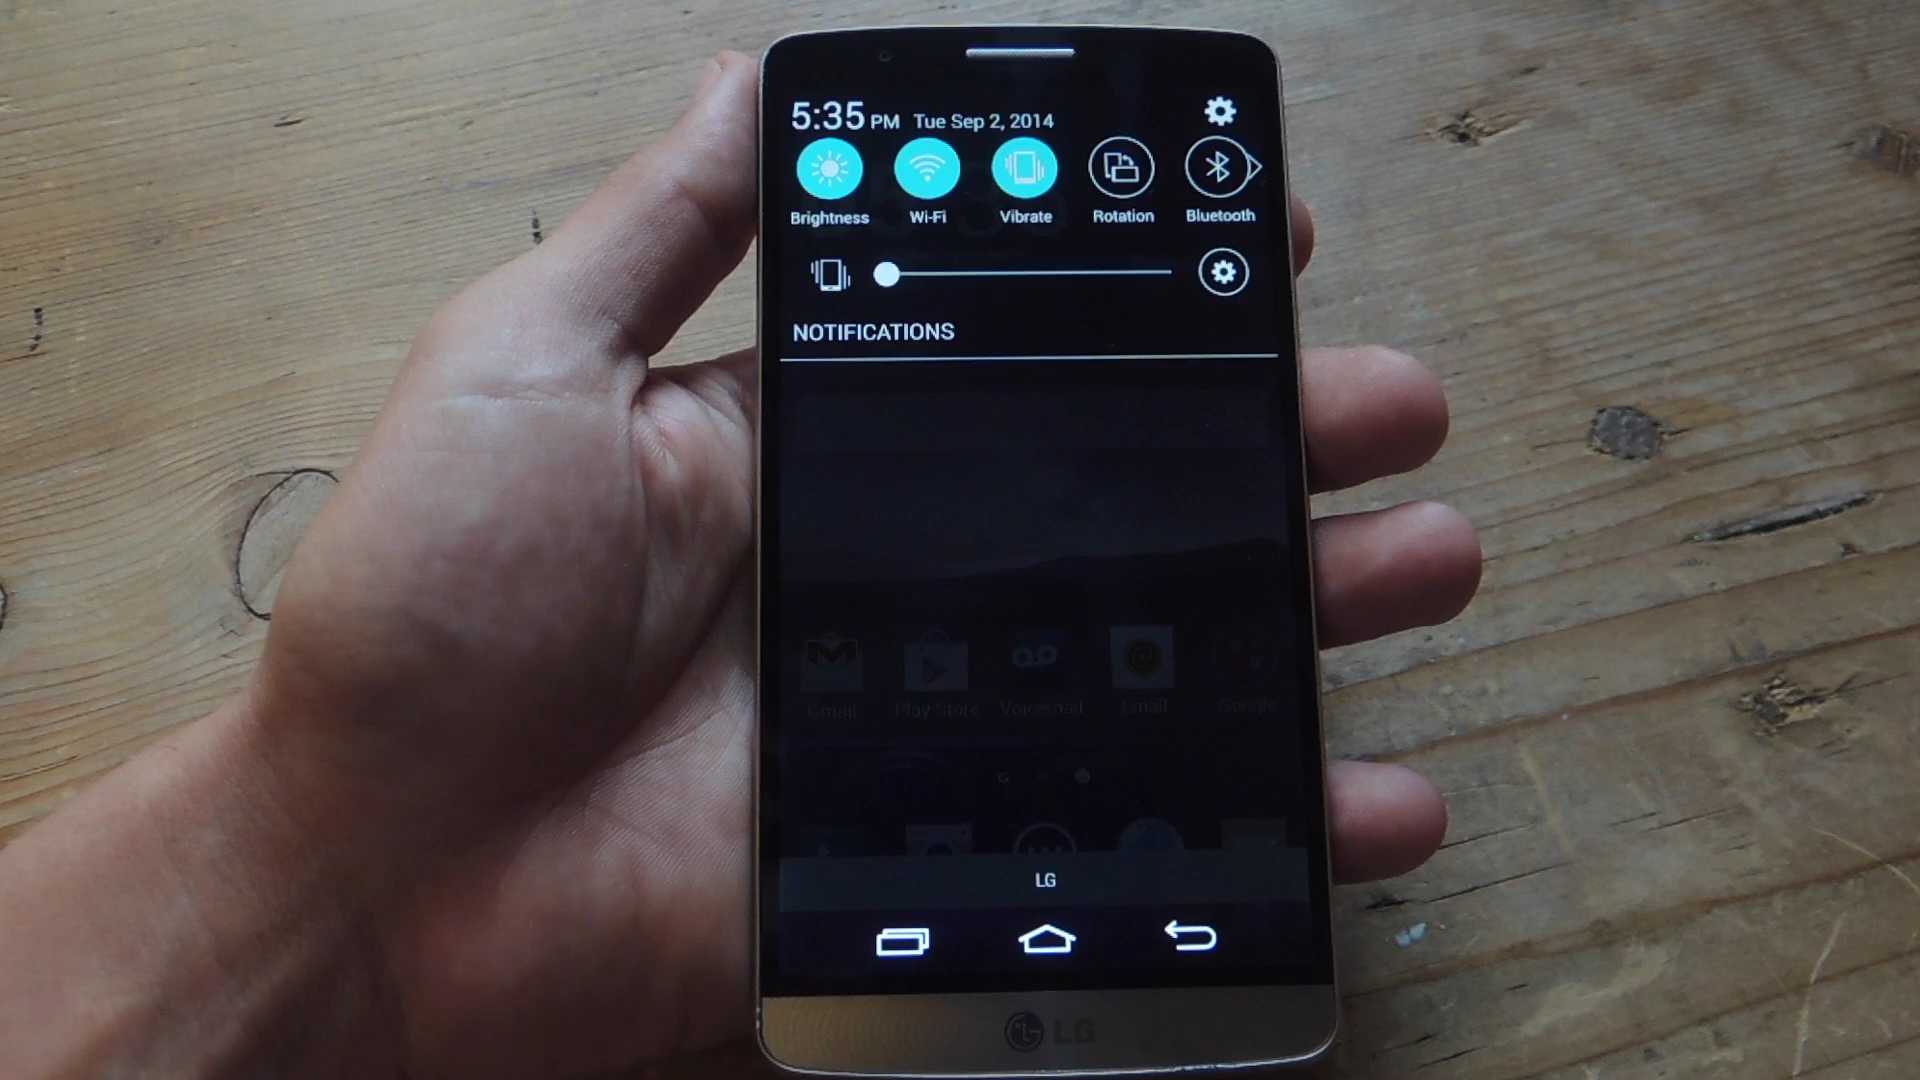 5:35 PM Tue Sep 2, 2014
Brightness Wi-Fi Vibrate Rotation Bluetooth
NOTIFICATIONS
Gmail Play Store Voicemail Email Google
LG
LG